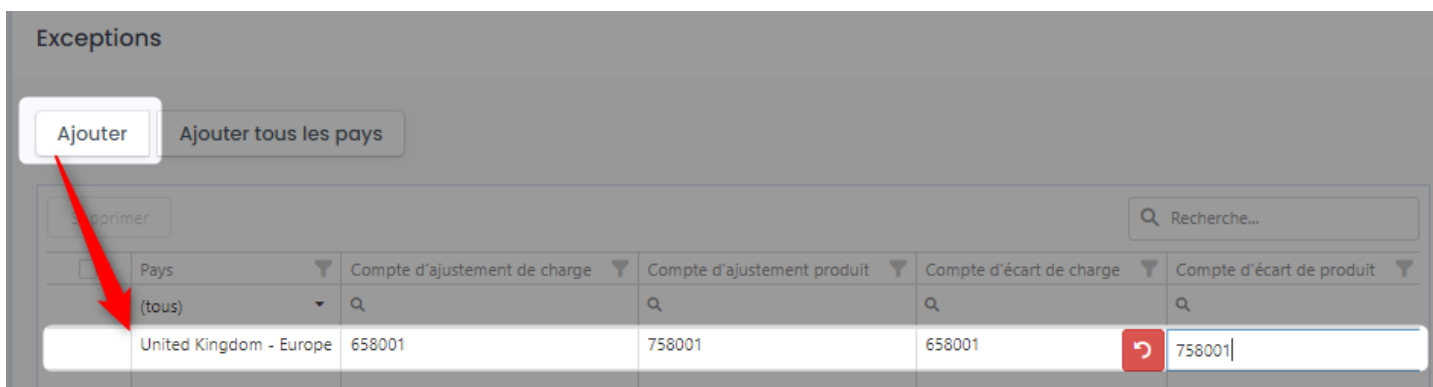 Exceptions
Ajouter Ajouter tous les pays
Supprimer Recherche...
Pays Compte d'ajustement de charge Compte d'ajustement produit Compte d'écart de charge Compte d'écart de produit
(tous)
United Kingdom - Europe 658001 758001 658001 758001